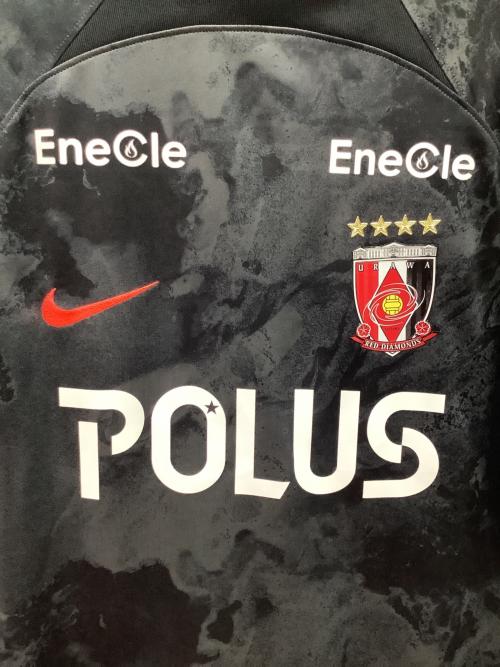 EneCle
EneCle
URAWA
RED DIAMONDS
POLUS